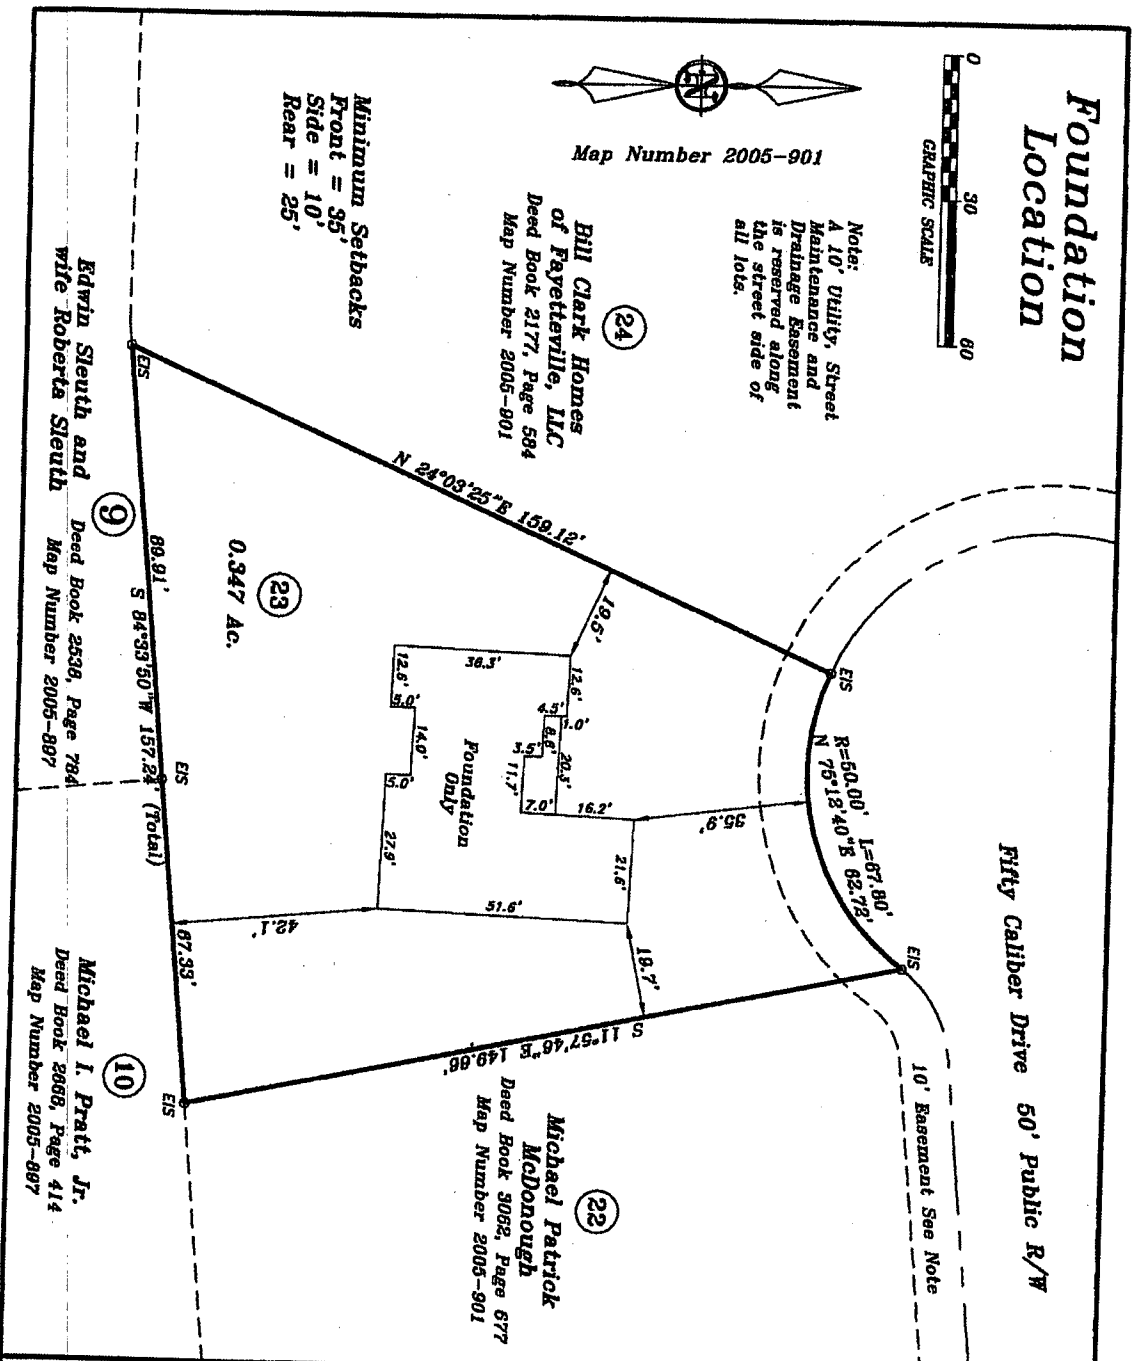 Foundation
Location
0 30 60
GRAPHIC SCALE
N
Map Number 2005-901
Note:
A 10' Utility, Street
Maintenance and
Drainage Easement
is reserved along
the street side of
all lots.
Minimum Setbacks
Front = 35'
Side = 10'
Rear = 25'
24
Bill Clark Homes
of Fayetteville, LLC
Deed Book 2177, Page 584
Map Number 2005-901
Fifty Caliber Drive 50' Public R/W
10' Easement See Note
EIS
R=50.00' L=67.80'
N 75°12'40"E 62.72'
EIS
N 24°03'25"E 159.12'
19.5'
35.9'
19.7'
S 11°57'46"E 149.66'
12.6'
1.0'
4.5'
8.6'
20.3'
3.5'
11.7'
7.0'
16.2'
21.6'
36.3'
51.6'
Foundation
Only
12.6'
5.0'
14.0'
5.0'
27.9'
42.1'
23
0.347 Ac.
EIS
89.91'
S 84°33'50"W 157.24' (Total)
EIS
67.33'
EIS
22
Michael Patrick
McDonough
Deed Book 3062, Page 677
Map Number 2005-901
9
Edwin Sleuth and
wife Roberta Sleuth
Deed Book 2538, Page 784
Map Number 2005-897
10
Michael I. Pratt, Jr.
Deed Book 2668, Page 414
Map Number 2005-897